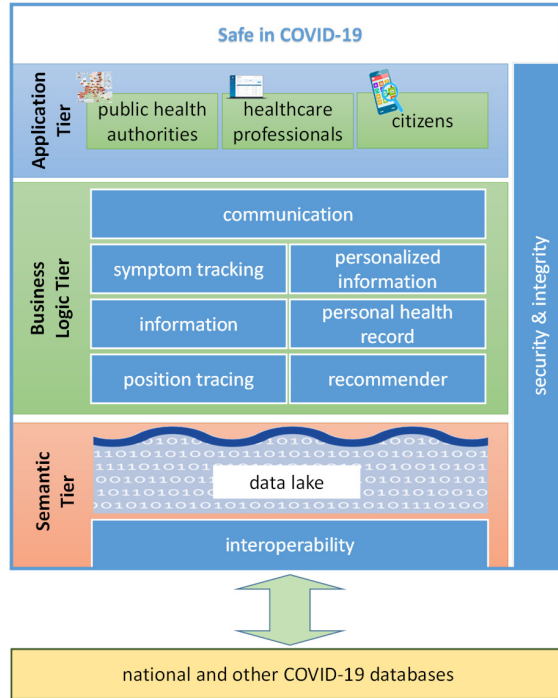 Safe in COVID-19
Application
Tier
public health
authorities
healthcare
professionals
citizens
security & integrity
Business
Logic Tier
communication
symptom tracking
personalized
information
information
personal health
record
position tracing
recommender
Semantic
Tier
data lake
interoperability
national and other COVID-19 databases